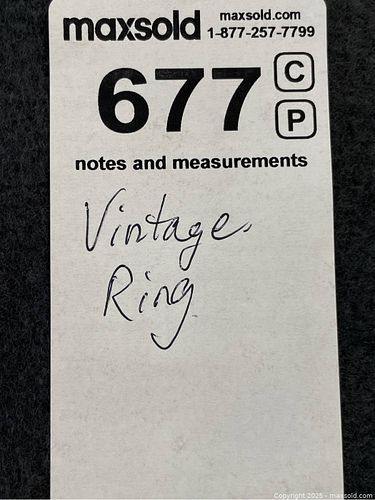 maxsold maxsold.com
1-877-257-7799
677 C
P
notes and measurements
Vintage
Ring
Copyright 2025 - maxsold.com